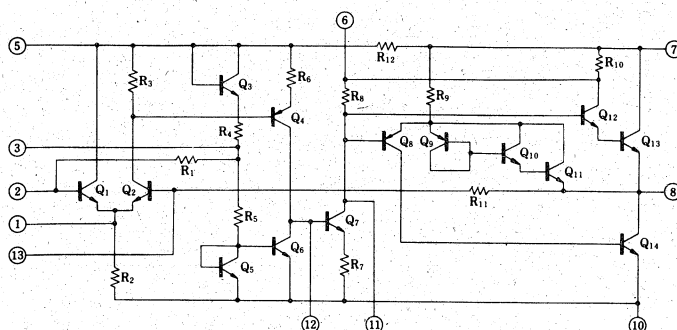 6
5
7
R12
R10
R3
Q3
R6
R8
R9
Q12
R4
Q4
Q13
3
Q8
Q9
Q10
R1
Q11
2
Q1
Q2
R11
8
1
R5
Q7
13
Q6
Q14
Q5
R7
R2
(12)
(11)
(10)